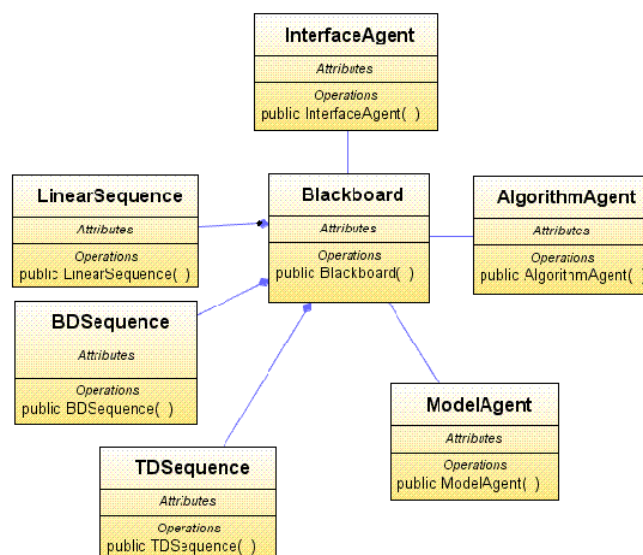 InterfaceAgent
Attributes
Operations
public InterfaceAgent( )
LinearSequence
Attributes
Operations
public LinearSequence( )
Blackboard
Attributes
Operations
public Blackboard( )
AlgorithmAgent
Attributes
Operations
public AlgorithmAgent( )
BDSequence
Attributes
Operations
public BDSequence( )
ModelAgent
Attributes
Operations
public ModelAgent( )
TDSequence
Attributes
Operations
public TDSequence( )